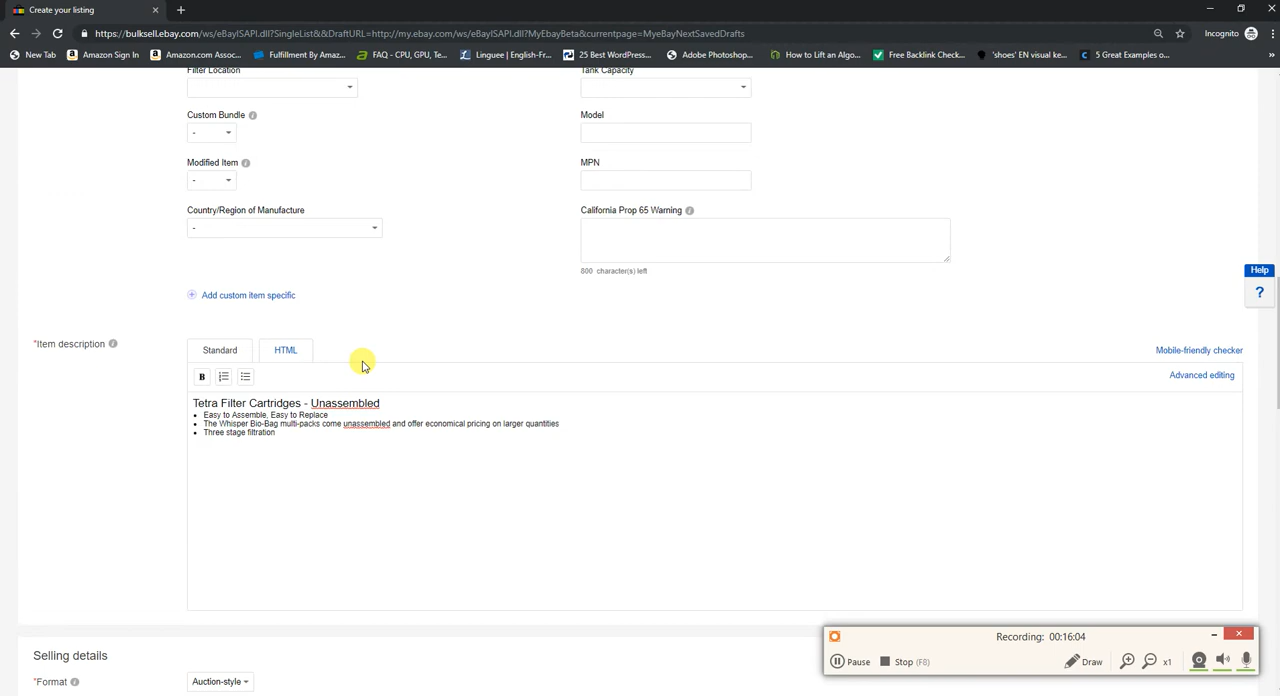 Create your listing
https://bulksell.ebay.com/ws/eBayISAPI.dll?SingleList&&DraftURL=http://my.ebay.com/ws/eBayISAPI.dll?MyEbayBeta&currentpage=MyeBayNextSavedDrafts
Incognito
New Tab
Amazon Sign In
Amazon.com Associa...
Fulfillment By Amaz...
FAQ - CPU, GPU, Te...
Linguee | English-Fr...
25 Best WordPress...
Adobe Photoshop...
How to Lift an Algo...
Free Backlink Check...
'shoes' EN visual ke...
5 Great Examples o...
»
Filter Location
Tank Capacity
Custom Bundle
Model
-
Modified Item
MPN
-
Country/Region of Manufacture
California Prop 65 Warning
-
800 character(s) left
Help
?
Add custom item specific
*Item description
Standard
HTML
Mobile-friendly checker
B
Advanced editing
Tetra Filter Cartridges - Unassembled
• Easy to Assemble, Easy to Replace
• The Whisper Bio-Bag multi-packs come unassembled and offer economical pricing on larger quantities
• Three stage filtration
Selling details
*Format
Auction-style
Recording: 00:16:04
Pause
Stop (F8)
Draw
x1